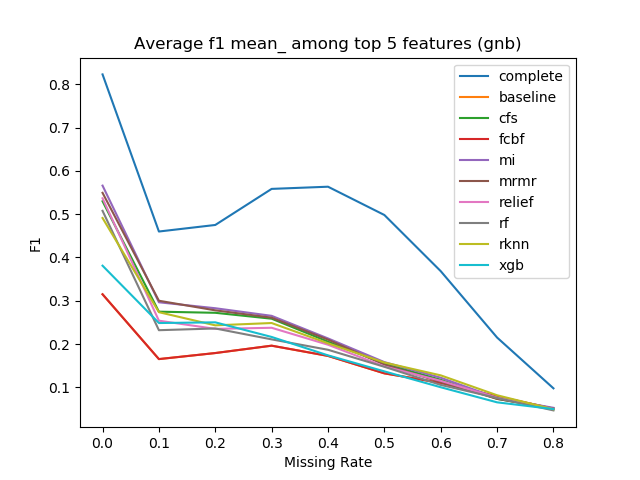 Average f1 mean_ among top 5 features (gnb)
F1
0.8
0.7
0.6
0.5
0.4
0.3
0.2
0.1
complete
baseline
cfs
fcbf
mi
mrmr
relief
rf
rknn
xgb
0.0 0.1 0.2 0.3 0.4 0.5 0.6 0.7 0.8
Missing Rate